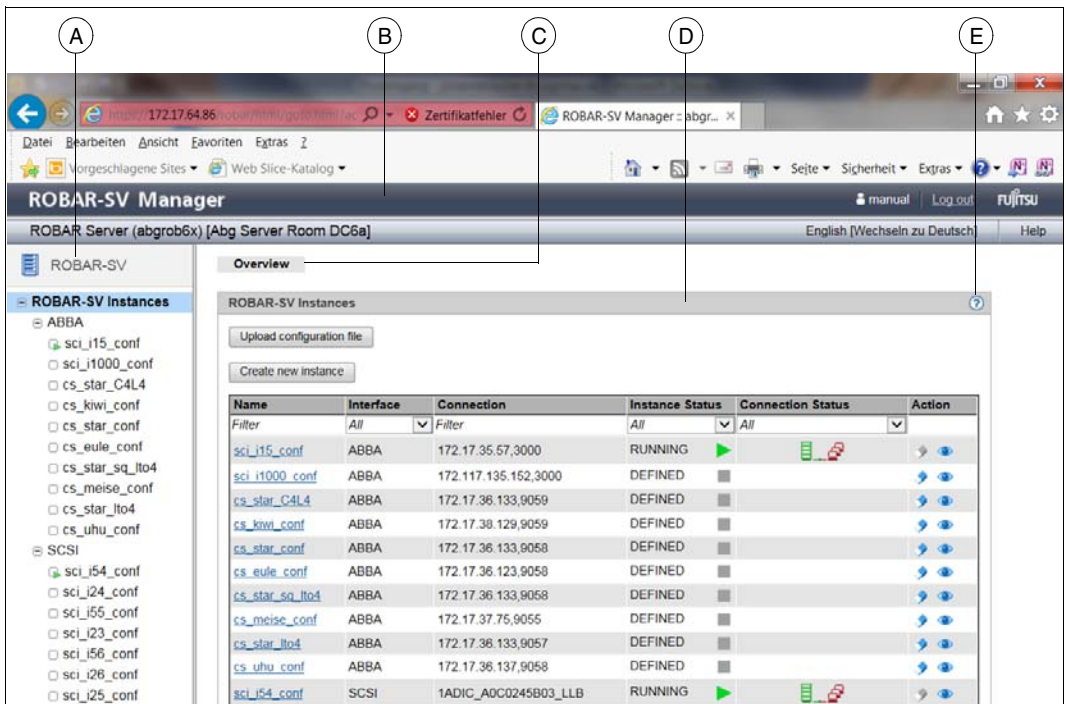 A B C D E
172.17.64.86
Zertifikatfehler
ROBAR-SV Manager :: abgr...
Datei Bearbeiten Ansicht Favoriten Extras ?
Vorgeschlagene Sites Web Slice-Katalog
Seite Sicherheit Extras
ROBAR-SV Manager manual Log out FUJITSU
ROBAR Server (abgrob6x) [Abg Server Room DC6a] English [Wechseln zu Deutsch] Help
ROBAR-SV
Overview
ROBAR-SV Instances
ABBA
sci_i15_conf
sci_i1000_conf
cs_star_C4L4
cs_kiwi_conf
cs_star_conf
cs_eule_conf
cs_star_sq_lto4
cs_meise_conf
cs_star_lto4
cs_uhu_conf
SCSI
sci_i54_conf
sci_i24_conf
sci_i55_conf
sci_i23_conf
sci_i56_conf
sci_i26_conf
sci_i25_conf
ROBAR-SV Instances ?
Upload configuration file
Create new instance
Name Interface Connection Instance Status Connection Status Action
Filter All Filter All All
sci_i15_conf ABBA 172.17.35.57,3000 RUNNING
sci_i1000_conf ABBA 172.117.135.152,3000 DEFINED
cs_star_C4L4 ABBA 172.17.36.133,9059 DEFINED
cs_kiwi_conf ABBA 172.17.38.129,9059 DEFINED
cs_star_conf ABBA 172.17.36.133,9058 DEFINED
cs_eule_conf ABBA 172.17.36.123,9058 DEFINED
cs_star_sq_lto4 ABBA 172.17.36.133,9058 DEFINED
cs_meise_conf ABBA 172.17.37.75,9055 DEFINED
cs_star_lto4 ABBA 172.17.36.133,9057 DEFINED
cs_uhu_conf ABBA 172.17.36.137,9058 DEFINED
sci_i54_conf SCSI 1ADIC_A0C0245B03_LLB RUNNING